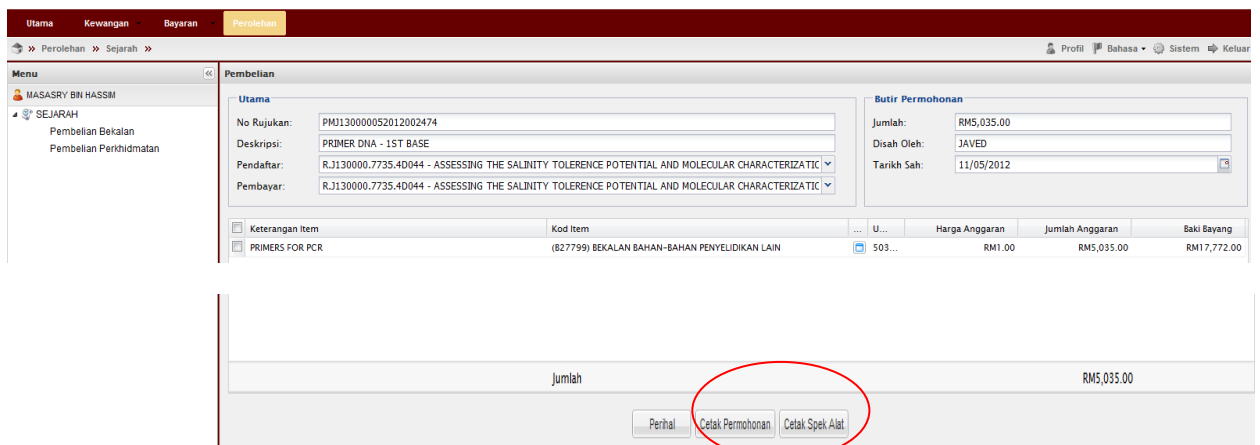 Utama Kewangan Bayaran Perolehan
» Perolehan » Sejarah » Profil Bahasa Sistem Keluar
Menu Pembelian
MASASRY BIN HASSIM
SEJARAH
Pembelian Bekalan
Pembelian Perkhidmatan
Utama
No Rujukan: PMJ130000052012002474
Deskripsi: PRIMER DNA - 1ST BASE
Pendaftar: R.J130000.7735.4D044 - ASSESSING THE SALINITY TOLERENCE POTENTIAL AND MOLECULAR CHARACTERIZATIC
Pembayar: R.J130000.7735.4D044 - ASSESSING THE SALINITY TOLERENCE POTENTIAL AND MOLECULAR CHARACTERIZATIC
Butir Permohonan
Jumlah: RM5,035.00
Disah Oleh: JAVED
Tarikh Sah: 11/05/2012
Keterangan Item Kod Item ... U... Harga Anggaran Jumlah Anggaran Baki Bayang
PRIMERS FOR PCR (B27799) BEKALAN BAHAN-BAHAN PENYELIDIKAN LAIN 503... RM1.00 RM5,035.00 RM17,772.00
Jumlah RM5,035.00
Perihal Cetak Permohonan Cetak Spek Alat